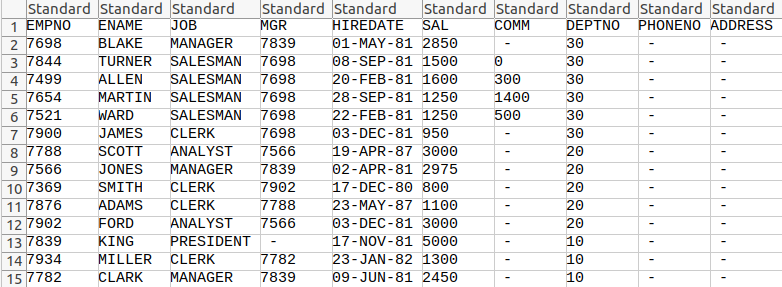 Standard Standard Standard Standard Standard Standard Standard Standard Standard Standard
1 EMPNO ENAME JOB MGR HIREDATE SAL COMM DEPTNO PHONENO ADDRESS
2 7698 BLAKE MANAGER 7839 01-MAY-81 2850 - 30 - -
3 7844 TURNER SALESMAN 7698 08-SEP-81 1500 0 30 - -
4 7499 ALLEN SALESMAN 7698 20-FEB-81 1600 300 30 - -
5 7654 MARTIN SALESMAN 7698 28-SEP-81 1250 1400 30 - -
6 7521 WARD SALESMAN 7698 22-FEB-81 1250 500 30 - -
7 7900 JAMES CLERK 7698 03-DEC-81 950 - 30 - -
8 7788 SCOTT ANALYST 7566 19-APR-87 3000 - 20 - -
9 7566 JONES MANAGER 7839 02-APR-81 2975 - 20 - -
10 7369 SMITH CLERK 7902 17-DEC-80 800 - 20 - -
11 7876 ADAMS CLERK 7788 23-MAY-87 1100 - 20 - -
12 7902 FORD ANALYST 7566 03-DEC-81 3000 - 20 - -
13 7839 KING PRESIDENT - 17-NOV-81 5000 - 10 - -
14 7934 MILLER CLERK 7782 23-JAN-82 1300 - 10 - -
15 7782 CLARK MANAGER 7839 09-JUN-81 2450 - 10 - -